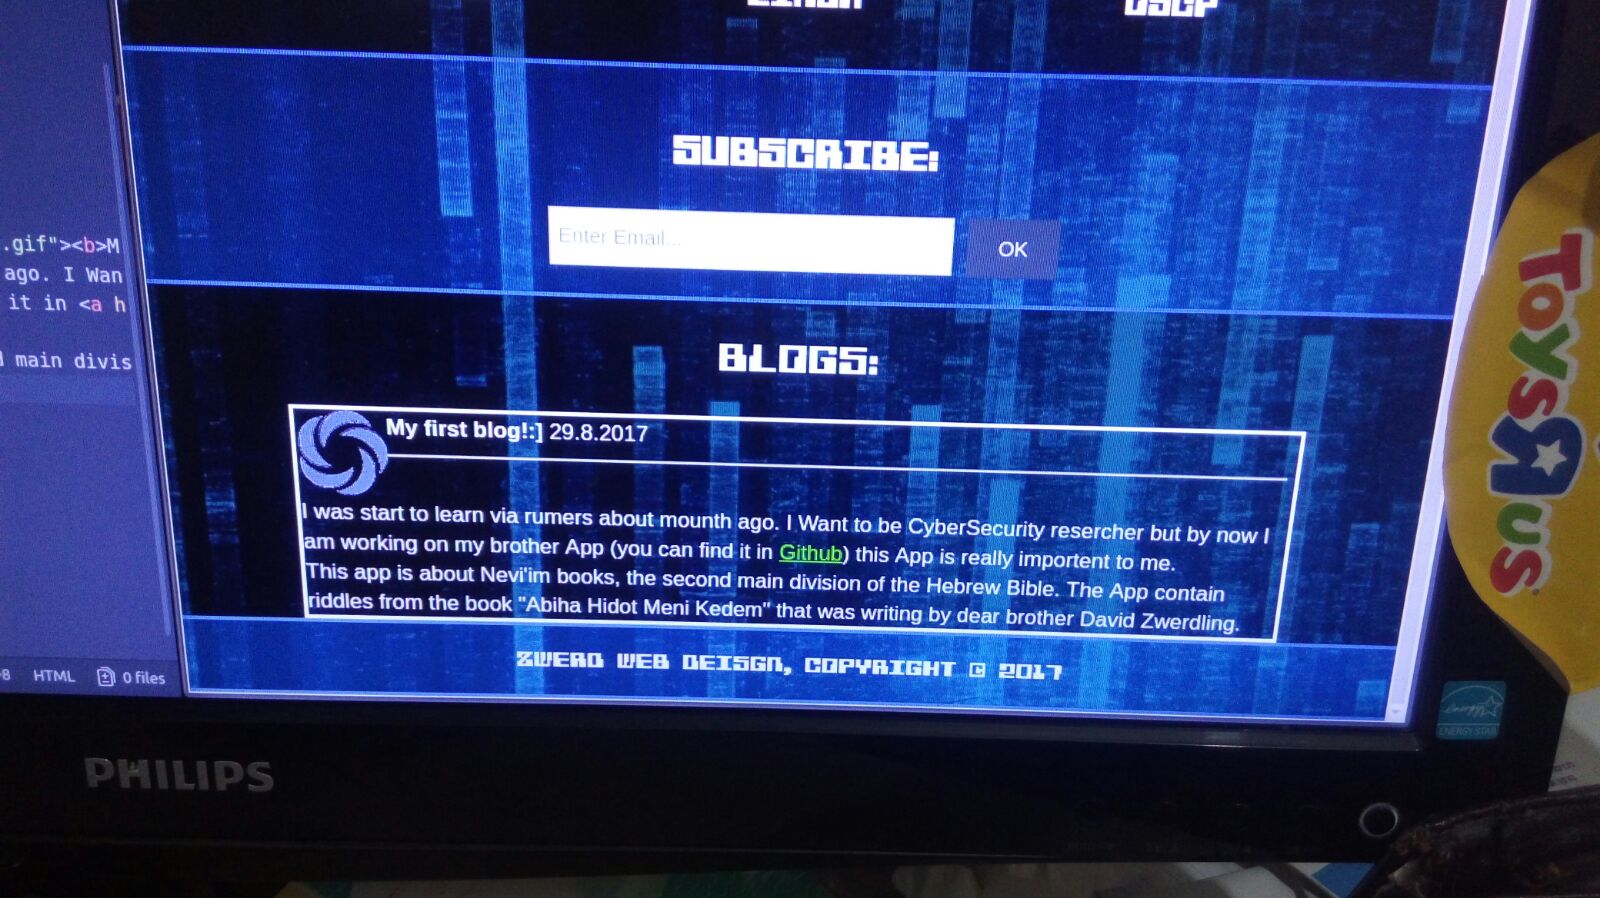 OSCP
SUBSCRIBE:
Enter Email...
OK
.gif"><b>M
ago. I Wan
it in <a h
main divis
BLOGS:
My first blog!:] 29.8.2017
I was start to learn via rumers about mounth ago. I Want to be CyberSecurity resercher but by now I
am working on my brother App (you can find it in Github) this App is really importent to me.
This app is about Nevi'im books, the second main division of the Hebrew Bible. The App contain
riddles from the book "Abiha Hidot Meni Kedem" that was writing by dear brother David Zwerdling.
ZWERD WEB DEISGN, COPYRIGHT © 2017
HTML 0 files
PHILIPS
TOYS R US
ENERGY STAR